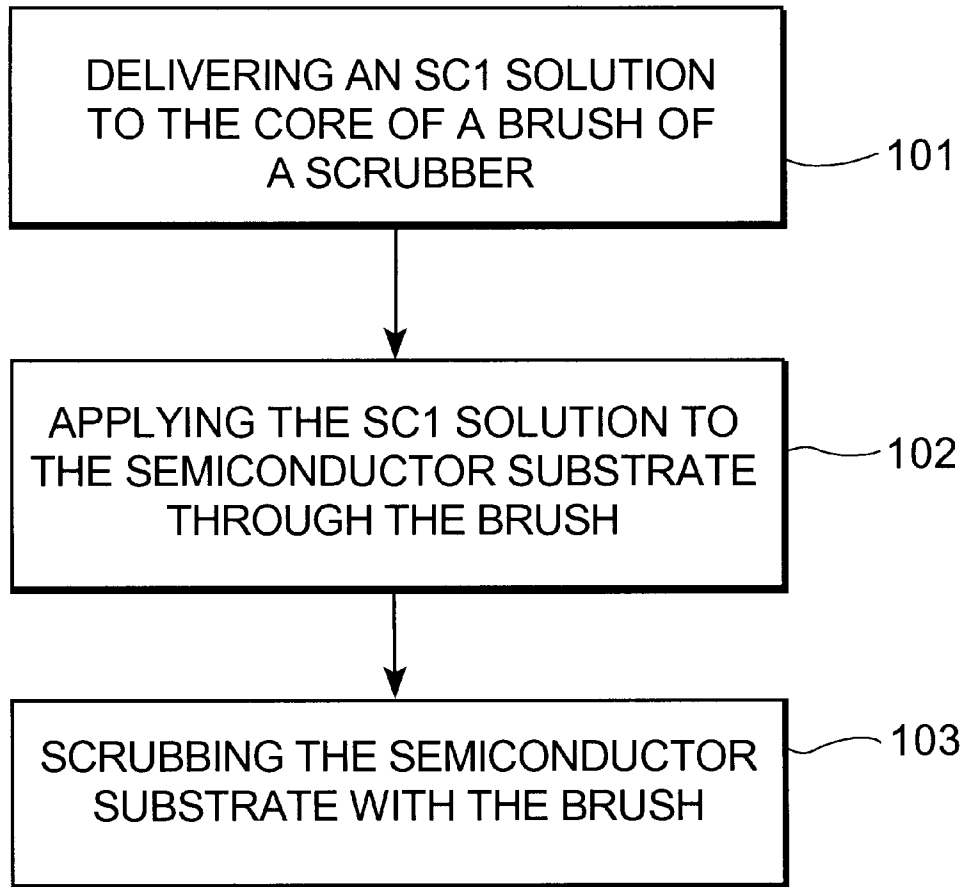 DELIVERING AN SC1 SOLUTION
TO THE CORE OF A BRUSH OF
A SCRUBBER
101
APPLYING THE SC1 SOLUTION TO
THE SEMICONDUCTOR SUBSTRATE
THROUGH THE BRUSH
102
SCRUBBING THE SEMICONDUCTOR
SUBSTRATE WITH THE BRUSH
103